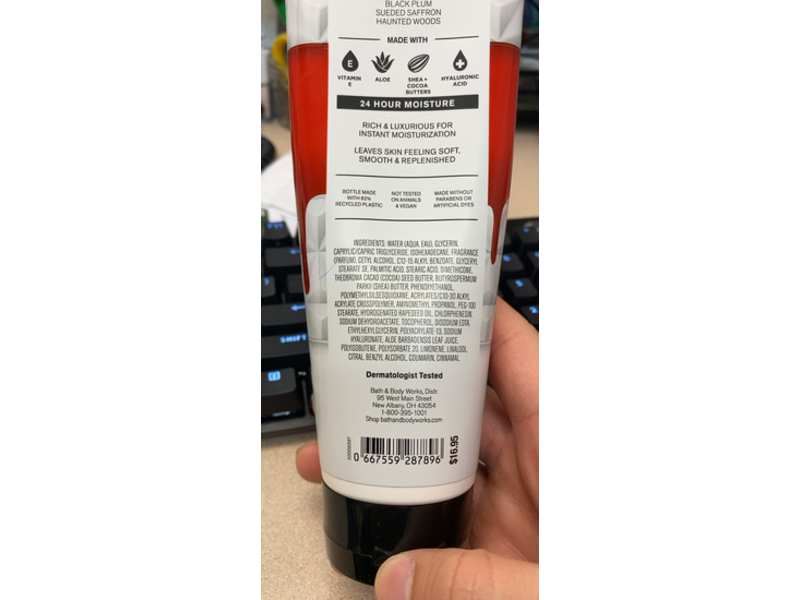 BLACK PLUM
SUEDED SAFFRON
HAUNTED WOODS
MADE WITH
E
VITAMIN
E
ALOE
SHEA +
COCOA
BUTTERS
HYALURONIC
ACID
24 HOUR MOISTURE
RICH & LUXURIOUS FOR
INSTANT MOISTURIZATION
LEAVES SKIN FEELING SOFT,
SMOOTH & REPLENISHED
BOTTLE MADE
WITH 83%
RECYCLED PLASTIC
NOT TESTED
ON ANIMALS
& VEGAN
MADE WITHOUT
PARABENS OR
ARTIFICIAL DYES
INGREDIENTS: WATER (AQUA, EAU), GLYCERIN,
CAPRYLIC/CAPRIC TRIGLYCERIDE, ISOHEXADECANE, FRAGRANCE
(PARFUM), CETYL ALCOHOL, C12-15 ALKYL BENZOATE, GLYCERYL
STEARATE SE, PALMITIC ACID, STEARIC ACID, DIMETHICONE,
THEOBROMA CACAO (COCOA) SEED BUTTER, BUTYROSPERMUM
PARKII (SHEA) BUTTER, PHENOXYETHANOL,
POLYMETHYLSILSESQUIOXANE, ACRYLATES/C10-30 ALKYL
ACRYLATE CROSSPOLYMER, AMINOMETHYL PROPANOL, PEG-100
STEARATE, HYDROGENATED RAPESEED OIL, CHLORPHENESIN,
SODIUM DEHYDROACETATE, TOCOPHEROL, DISODIUM EDTA,
ETHYLHEXYLGLYCERIN, POLYACRYLATE-13, SODIUM
HYALURONATE, ALOE BARBADENSIS LEAF JUICE,
POLYISOBUTENE, POLYSORBATE 20, LIMONENE, LINALOOL,
CITRAL, BENZYL ALCOHOL, COUMARIN, CINNAMAL
Dermatologist Tested
Bath & Body Works, Distr.
95 West Main Street
New Albany, OH 43054
1-800-395-1001
Shop bathandbodyworks.com
0 667559 287896
$16.95
SHIFT